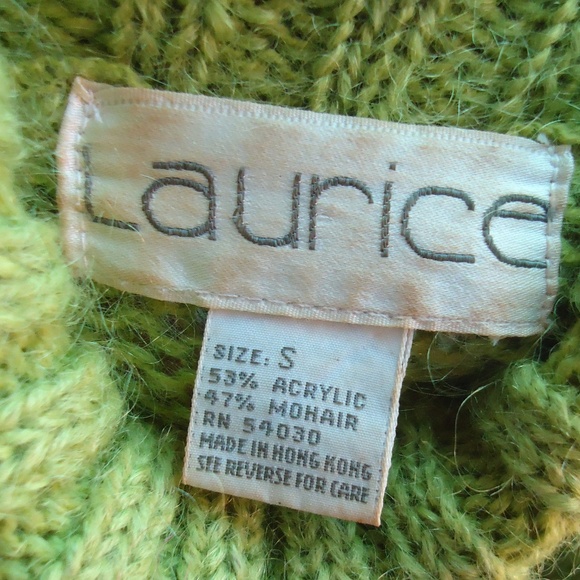 Laurice
SIZE: S
53% ACRYLIC
47% MOHAIR
RN 54030
MADE IN HONG KONG
SEE REVERSE FOR CARE